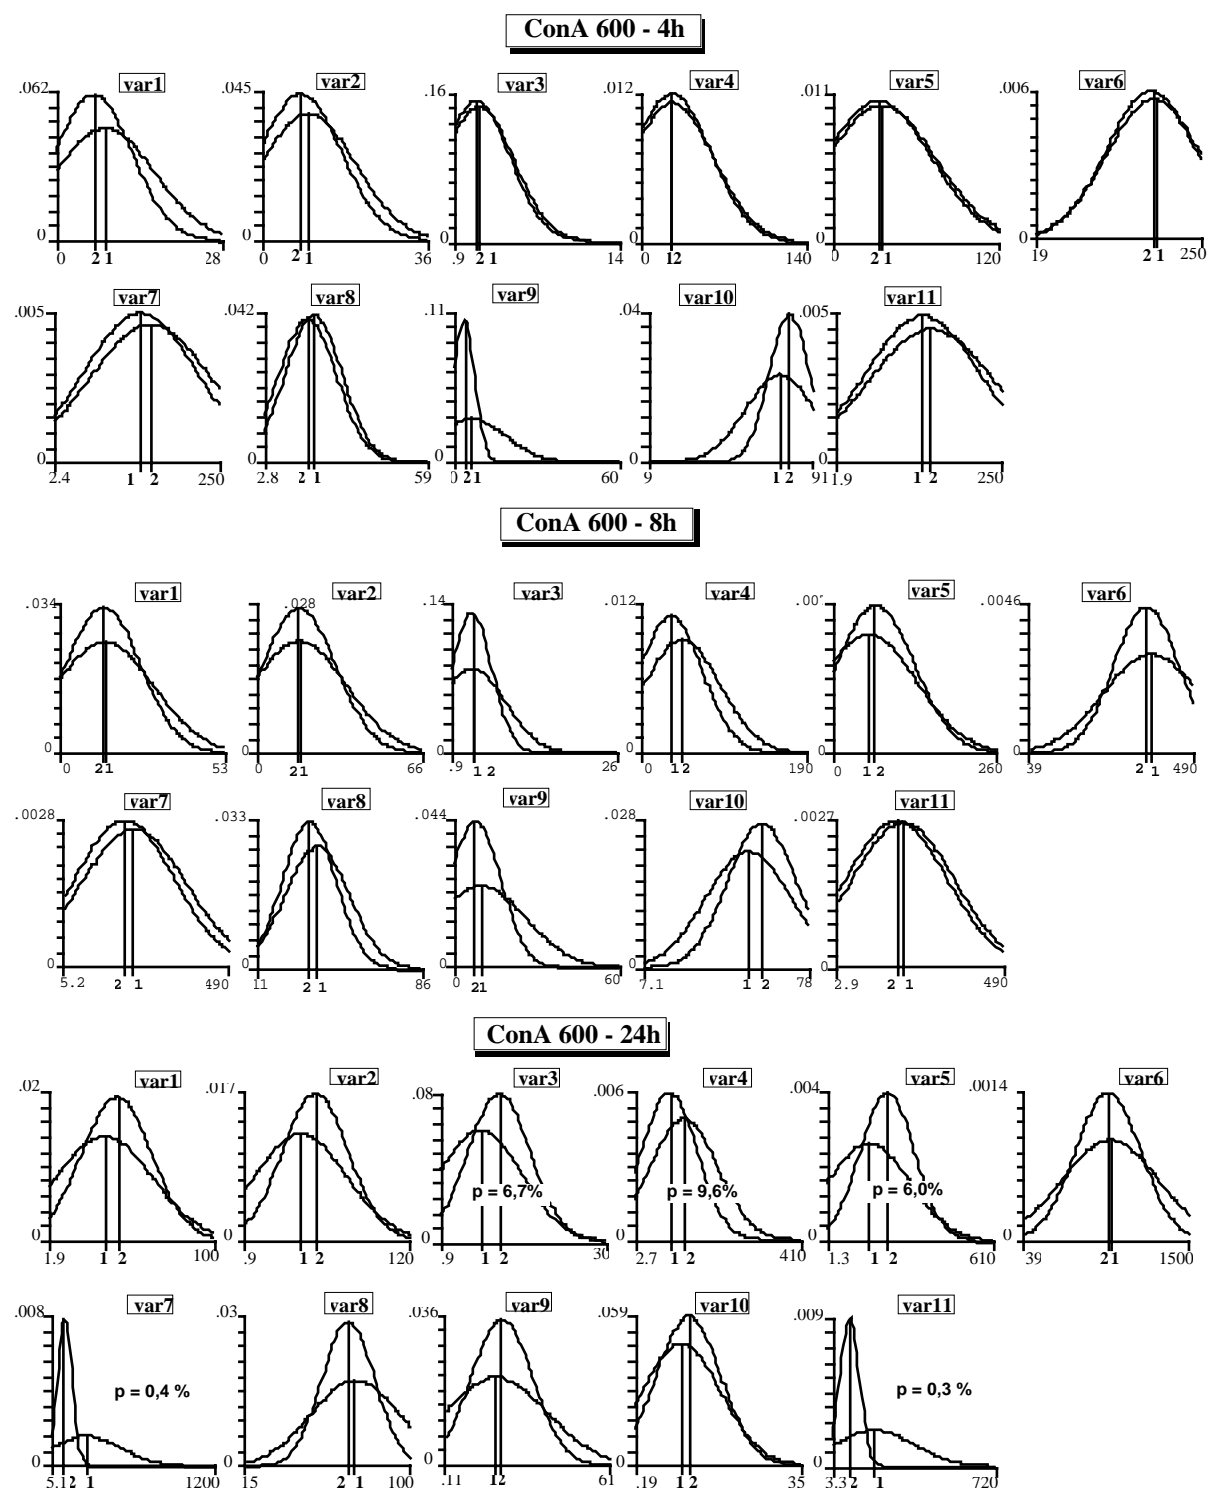 ConA 600 - 4h
var1 var2 var3 var4 var5 var6
.062 .045 .16 .012 .011 .006
0 0 0 0 0 0
0 2 1 28 0 2 1 36 .9 2 1 14 0 12 140 0 2 1 120 19 2 1 250
var7 var8 var9 var10 var11
.005 .042 .11 .04 .005
0 0 0 0 0
2.4 1 2 250 2.8 2 1 59 0 21 60 9 1 2 91 1.9 1 2 250
ConA 600 - 8h
var1 var2 var3 var4 var5 var6
.034 .028 .14 .012 .0046
0 0 0 0 0
0 21 53 0 21 66 .9 1 2 26 0 12 190 0 1 2 260 39 2 1 490
var7 var8 var9 var10 var11
.0028 .033 .044 .028 .0027
0 0 0 0 0
5.2 2 1 490 11 2 1 86 0 21 60 7.1 1 2 78 2.9 2 1 490
ConA 600 - 24h
var1 var2 var3 var4 var5 var6
.02 .017 .08 .006 .004 .0014
p = 6,7% p = 9,6% p = 6,0%
0 0 0 0 0 0
1.9 1 2 100 .9 1 2 120 .9 1 2 30 2.7 1 2 410 1.3 1 2 610 39 21 1500
var7 var8 var9 var10 var11
.008 .03 .036 .059 .009
p = 0,4 % p = 0,3 %
0 0 0 0 0
5.1 2 1 1200 15 2 1 100 .11 12 61 .19 1 2 35 3.3 2 1 720